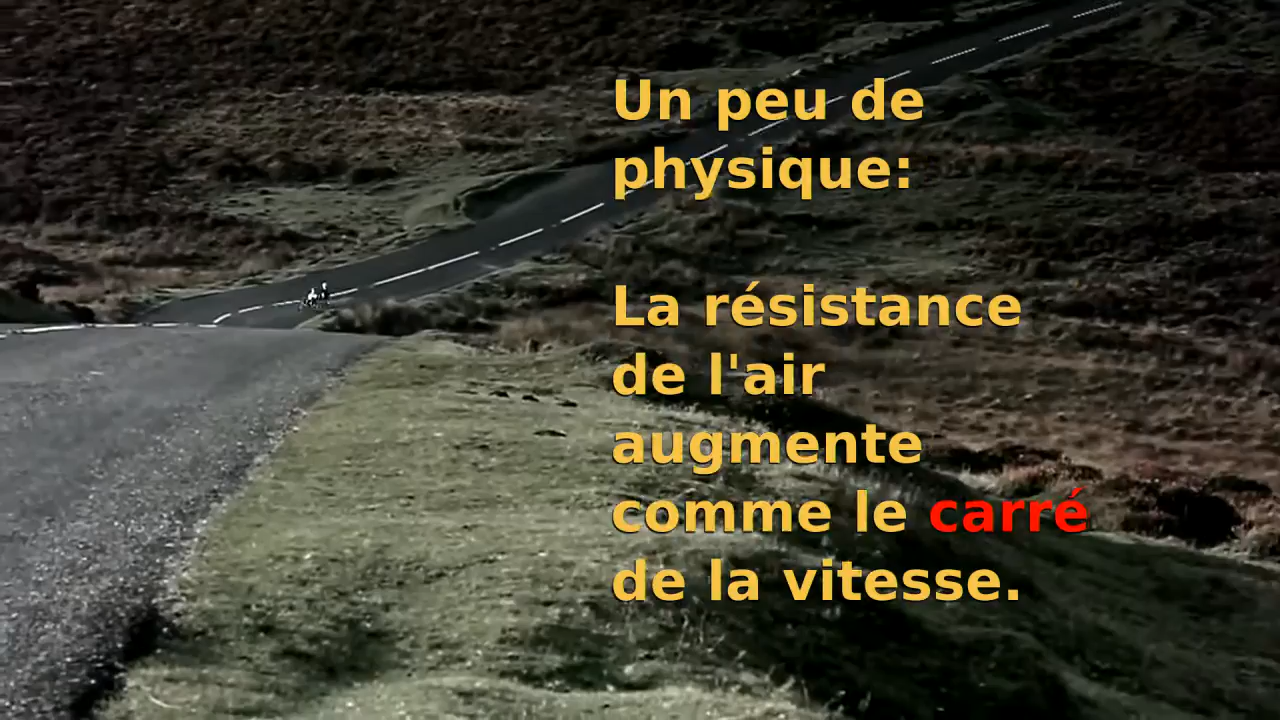 Un peu de
physique:
La résistance
de l'air
augmente
comme le carré
de la vitesse.